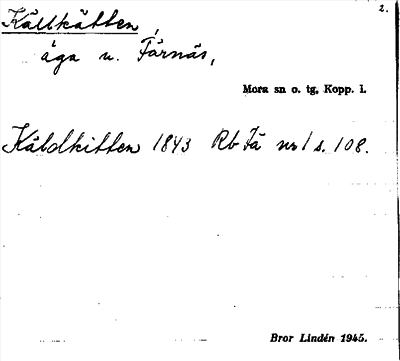 2.
Källkätten,
äga u. Färnäs,
Mora sn o. tg, Kopp. l.
Käldkitten 1843 Rb Fä nr 1 s. 108.
Bror Lindén 1945.